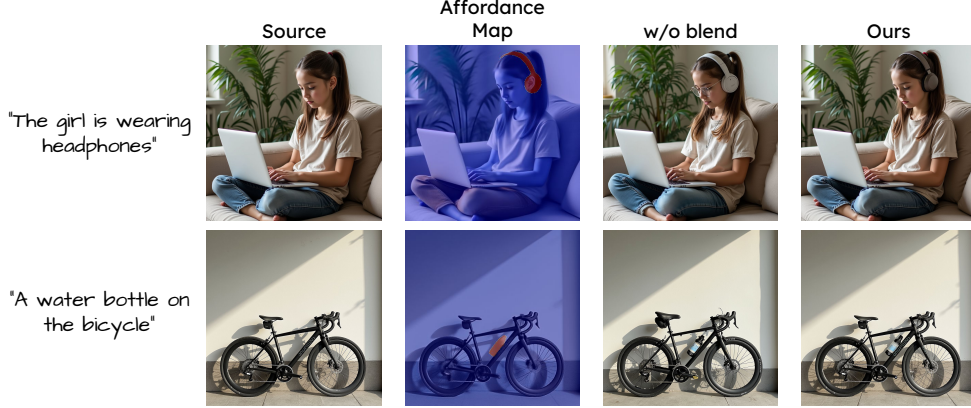 Source
Affordance
Map
w/o blend
Ours
"The girl is wearing
headphones"
"A water bottle on
the bicycle"